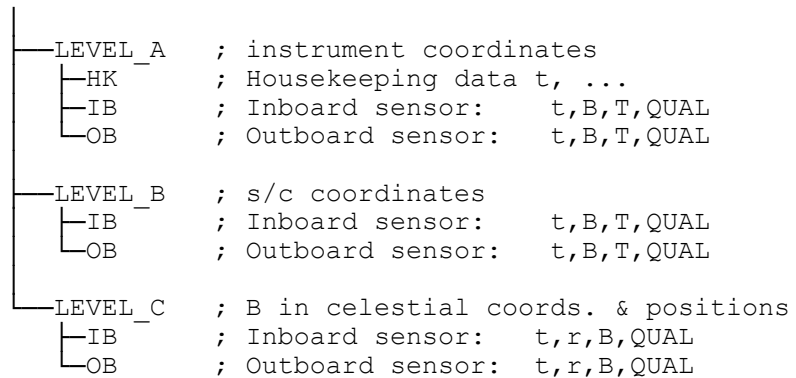 LEVEL_A ; instrument coordinates
HK ; Housekeeping data t, ...
IB ; Inboard sensor: t,B,T,QUAL
OB ; Outboard sensor: t,B,T,QUAL
LEVEL_B ; s/c coordinates
IB ; Inboard sensor: t,B,T,QUAL
OB ; Outboard sensor: t,B,T,QUAL
LEVEL_C ; B in celestial coords. & positions
IB ; Inboard sensor: t,r,B,QUAL
OB ; Outboard sensor: t,r,B,QUAL